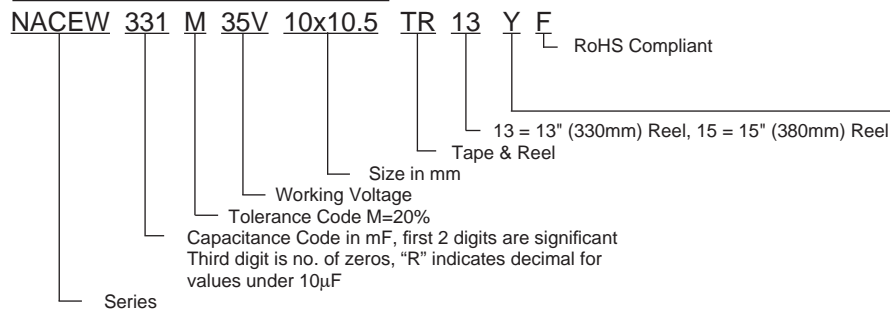 NACEW 331 M 35V 10x10.5 TR 13 Y F
RoHS Compliant
13 = 13" (330mm) Reel, 15 = 15" (380mm) Reel
Tape & Reel
Size in mm
Working Voltage
Tolerance Code M=20%
Capacitance Code in mF, first 2 digits are significant
Third digit is no. of zeros, “R” indicates decimal for
values under 10µF
Series